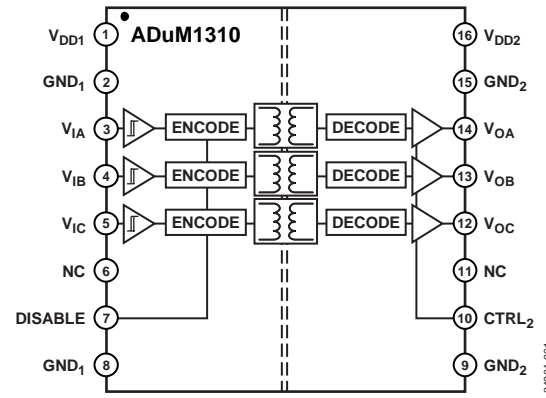 ADuM1310
VDD1 1
16 VDD2
GND1 2
15 GND2
VIA 3 ENCODE DECODE 14 VOA
VIB 4 ENCODE DECODE 13 VOB
VIC 5 ENCODE DECODE 12 VOC
NC 6
11 NC
DISABLE 7
10 CTRL2
GND1 8
9 GND2